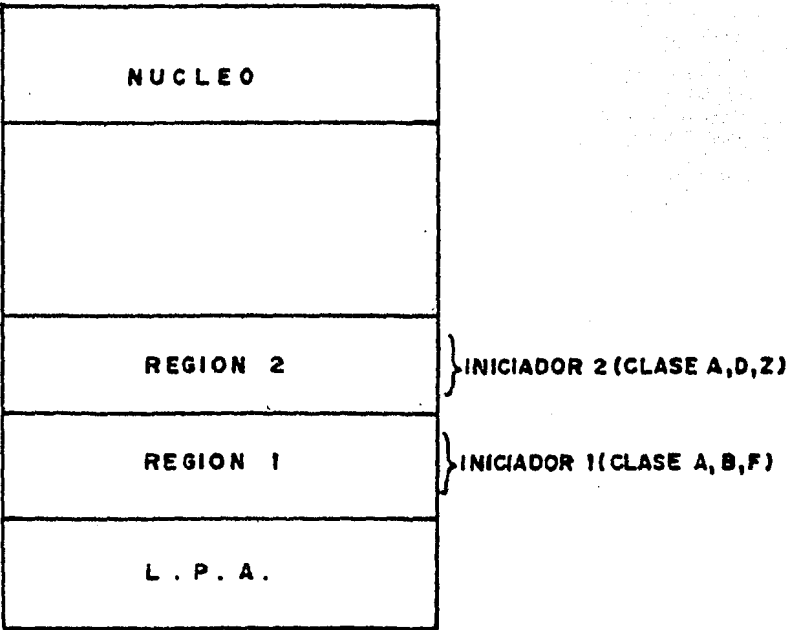 NUCLEO
REGION 2
INICIADOR 2 (CLASE A,D,Z)
REGION 1
INICIADOR 1 (CLASE A,B,F)
L.P.A.